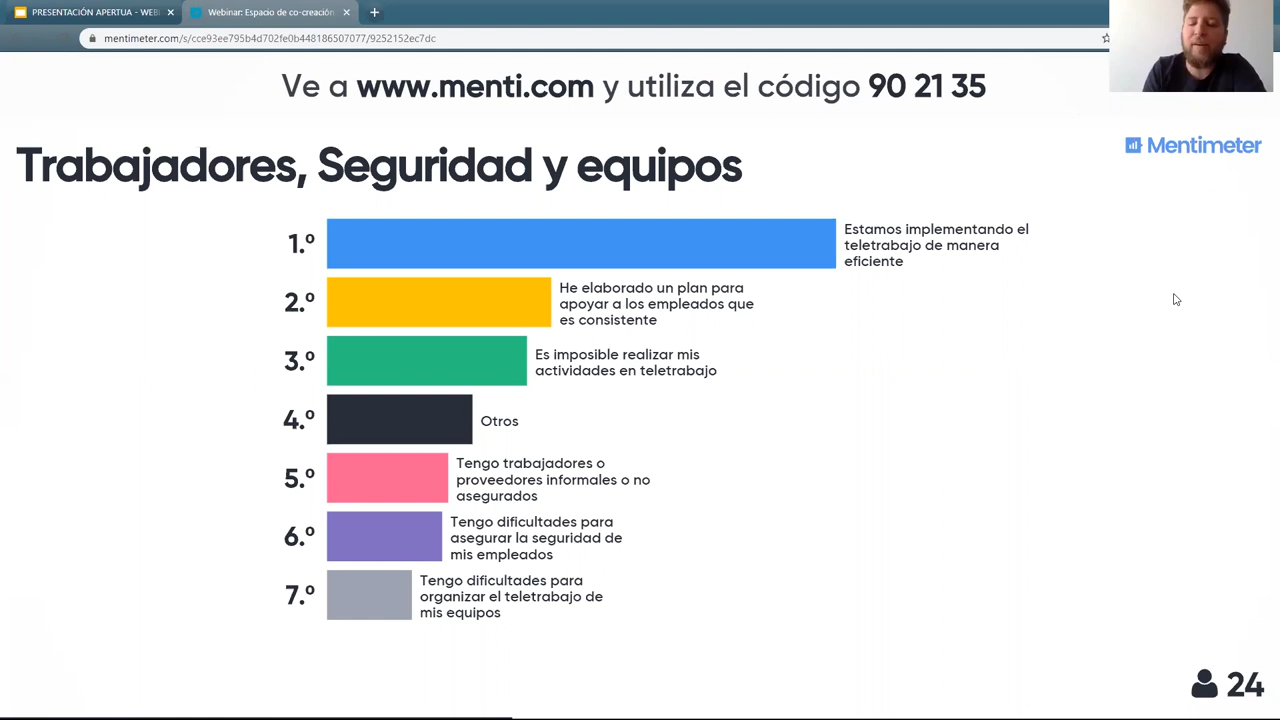 PRESENTACIÓN APERTUA - WEB
Webinar: Espacio de co-creación
mentimeter.com/s/cce93ee795b4d702fe0b448186507077/9252152ec7dc
Ve a www.menti.com y utiliza el código 90 21 35
Mentimeter
Trabajadores, Seguridad y equipos
1.º
Estamos implementando el
teletrabajo de manera
eficiente
2.º
He elaborado un plan para
apoyar a los empleados que
es consistente
3.º
Es imposible realizar mis
actividades en teletrabajo
4.º
Otros
5.º
Tengo trabajadores o
proveedores informales o no
asegurados
6.º
Tengo dificultades para
asegurar la seguridad de
mis empleados
7.º
Tengo dificultades para
organizar el teletrabajo de
mis equipos
24